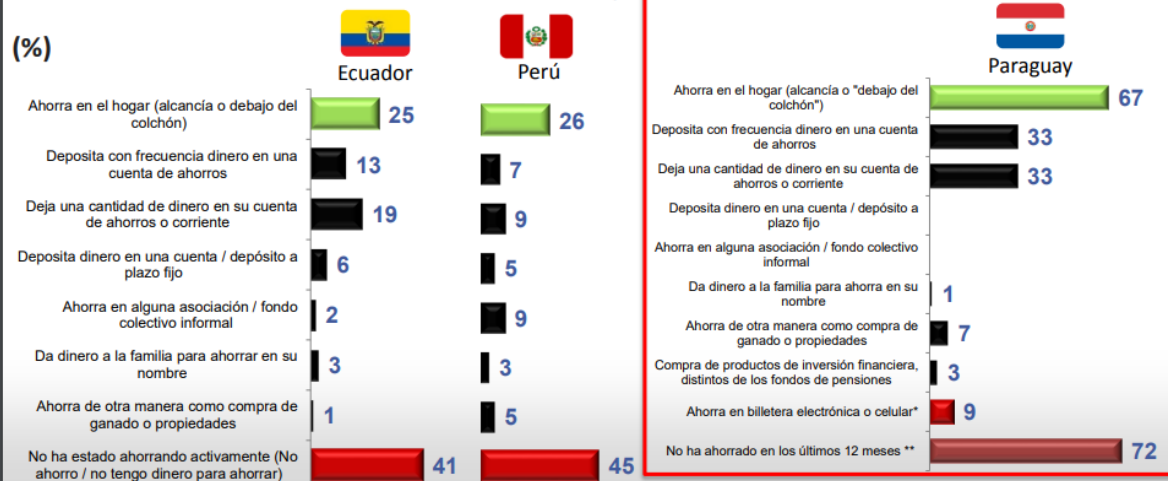 (%)
Ecuador
Perú
Ahorra en el hogar (alcancía o debajo del
colchón)
25
26
Deposita con frecuencia dinero en una
cuenta de ahorros
13
7
Deja una cantidad de dinero en su cuenta
de ahorros o corriente
19
9
Deposita dinero en una cuenta / depósito a
plazo fijo
6
5
Ahorra en alguna asociación / fondo
colectivo informal
2
9
Da dinero a la familia para ahorrar en su
nombre
3
3
Ahorra de otra manera como compra de
ganado o propiedades
1
5
No ha estado ahorrando activamente (No
ahorro / no tengo dinero para ahorrar)
41
45
Paraguay
Ahorra en el hogar (alcancía o "debajo del
colchón")
67
Deposita con frecuencia dinero en una cuenta
de ahorros
33
Deja una cantidad de dinero en su cuenta de
ahorros o corriente
33
Deposita dinero en una cuenta / depósito a
plazo fijo
Ahorra en alguna asociación / fondo colectivo
informal
Da dinero a la familia para ahorra en su
nombre
1
Ahorra de otra manera como compra de
ganado o propiedades
7
Compra de productos de inversión financiera,
distintos de los fondos de pensiones
3
Ahorra en billetera electrónica o celular*
9
No ha ahorrado en los últimos 12 meses **
72